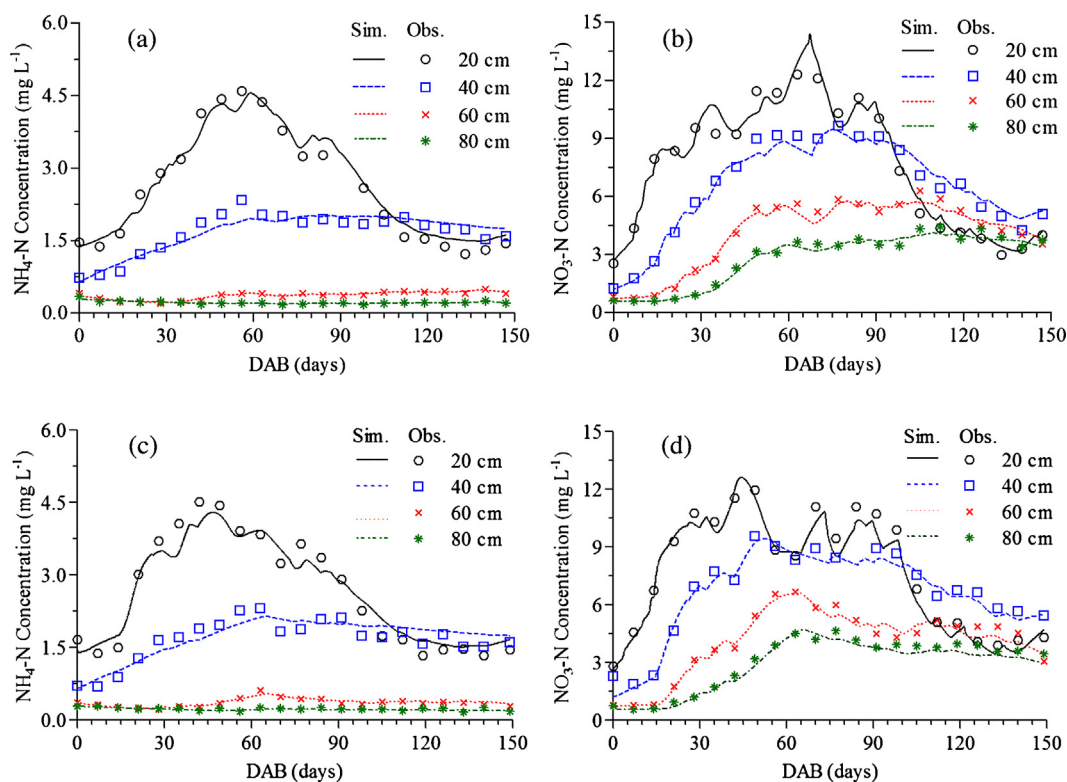 (a)
Sim. Obs.
20 cm
40 cm
60 cm
80 cm
NH4-N Concentration (mg L-1)
6.0
4.5
3.0
1.5
0.0
0 30 60 90 120 150
DAB (days)
(b)
Sim. Obs.
20 cm
40 cm
60 cm
80 cm
NO3-N Concentration (mg L-1)
15
12
9
6
3
0
0 30 60 90 120 150
DAB (days)
(c)
Sim. Obs.
20 cm
40 cm
60 cm
80 cm
NH4-N Concentration (mg L-1)
6.0
4.5
3.0
1.5
0.0
0 30 60 90 120 150
DAB (days)
(d)
Sim. Obs.
20 cm
40 cm
60 cm
80 cm
NO3-N Concentration (mg L-1)
15
12
9
6
3
0
0 30 60 90 120 150
DAB (days)